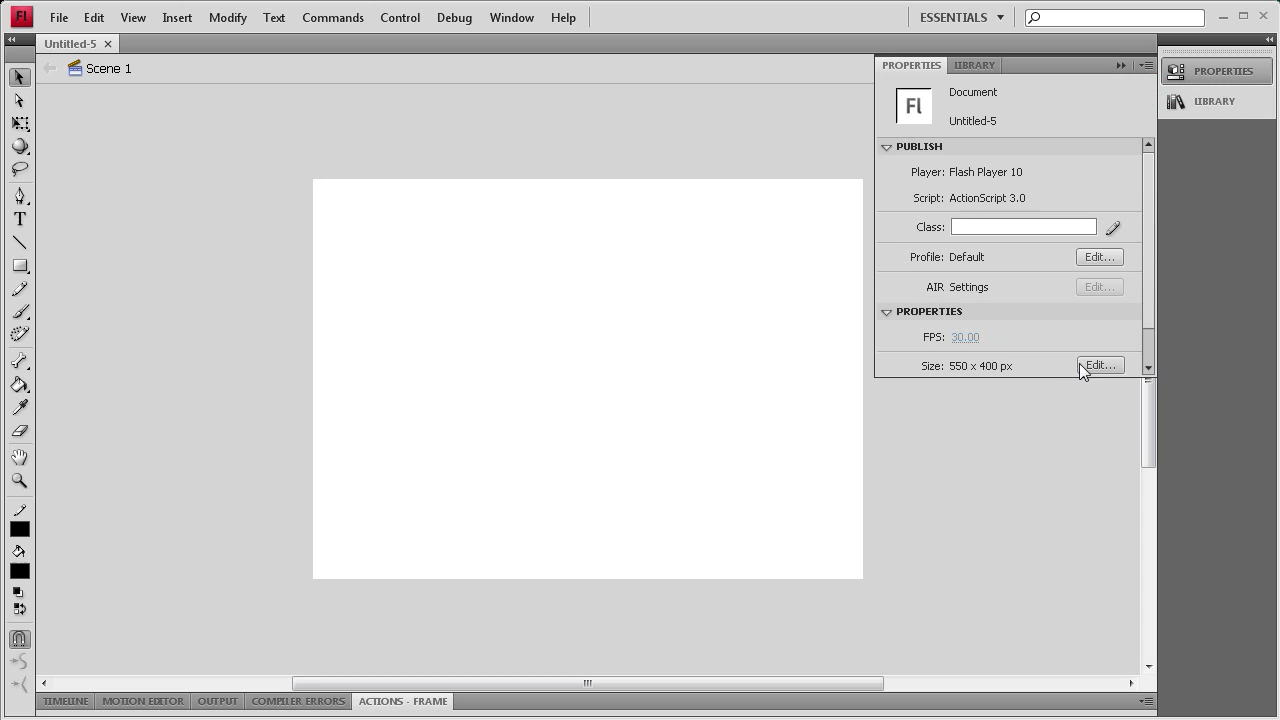 Fl File Edit View Insert Modify Text Commands Control Debug Window Help ESSENTIALS
Untitled-5
Scene 1
PROPERTIES LIBRARY
Fl
Document
Untitled-5
PUBLISH
Player: Flash Player 10
Script: ActionScript 3.0
Class:
Profile: Default Edit...
AIR Settings Edit...
PROPERTIES
FPS: 30.00
Size: 550 x 400 px Edit...
PROPERTIES
LIBRARY
T
TIMELINE MOTION EDITOR OUTPUT COMPILER ERRORS ACTIONS - FRAME